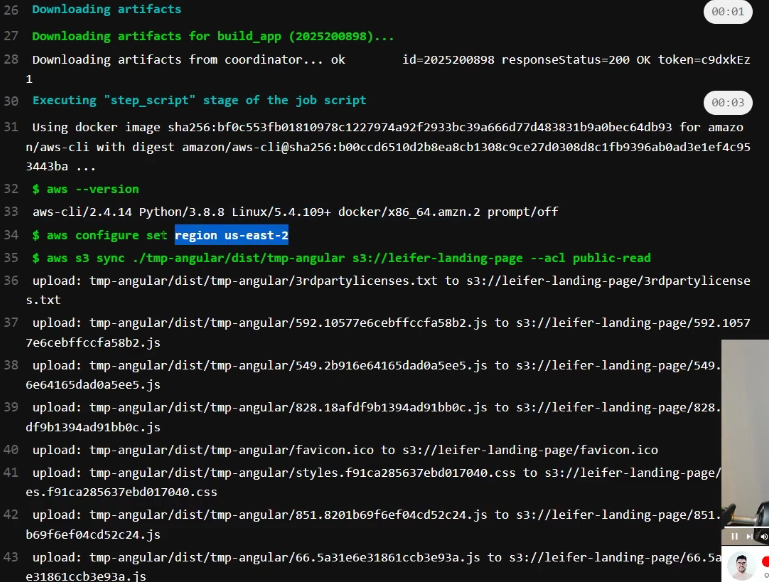 26 Downloading artifacts 00:01
27 Downloading artifacts for build_app (2025200898)...
28 Downloading artifacts from coordinator... ok id=2025200898 responseStatus=200 OK token=c9dxkEz
1
30 Executing "step_script" stage of the job script 00:03
31 Using docker image sha256:bf0c553fb01810978c1227974a92f2933bc39a666d77d483831b9a0bec64db93 for amazo
n/aws-cli with digest amazon/aws-cli@sha256:b00ccd6510d2b8ea8cb1308c9ce27d0308d8c1fb9396ab0ad3e1ef4c95
3443ba ...
32 $ aws --version
33 aws-cli/2.4.14 Python/3.8.8 Linux/5.4.109+ docker/x86_64.amzn.2 prompt/off
34 $ aws configure set region us-east-2
35 $ aws s3 sync ./tmp-angular/dist/tmp-angular s3://leifer-landing-page --acl public-read
36 upload: tmp-angular/dist/tmp-angular/3rdpartylicenses.txt to s3://leifer-landing-page/3rdpartylicense
s.txt
37 upload: tmp-angular/dist/tmp-angular/592.10577e6cebffccfa58b2.js to s3://leifer-landing-page/592.1057
7e6cebffccfa58b2.js
38 upload: tmp-angular/dist/tmp-angular/549.2b916e64165dad0a5ee5.js to s3://leifer-landing-page/549.
6e64165dad0a5ee5.js
39 upload: tmp-angular/dist/tmp-angular/828.18afdf9b1394ad91bb0c.js to s3://leifer-landing-page/828.
df9b1394ad91bb0c.js
40 upload: tmp-angular/dist/tmp-angular/favicon.ico to s3://leifer-landing-page/favicon.ico
41 upload: tmp-angular/dist/tmp-angular/styles.f91ca285637ebd017040.css to s3://leifer-landing-page/
es.f91ca285637ebd017040.css
42 upload: tmp-angular/dist/tmp-angular/851.8201b69f6ef04cd52c24.js to s3://leifer-landing-page/851.
b69f6ef04cd52c24.js
43 upload: tmp-angular/dist/tmp-angular/66.5a31e6e31861ccb3e93a.js to s3://leifer-landing-page/66.5a
e31861ccb3e93a.js